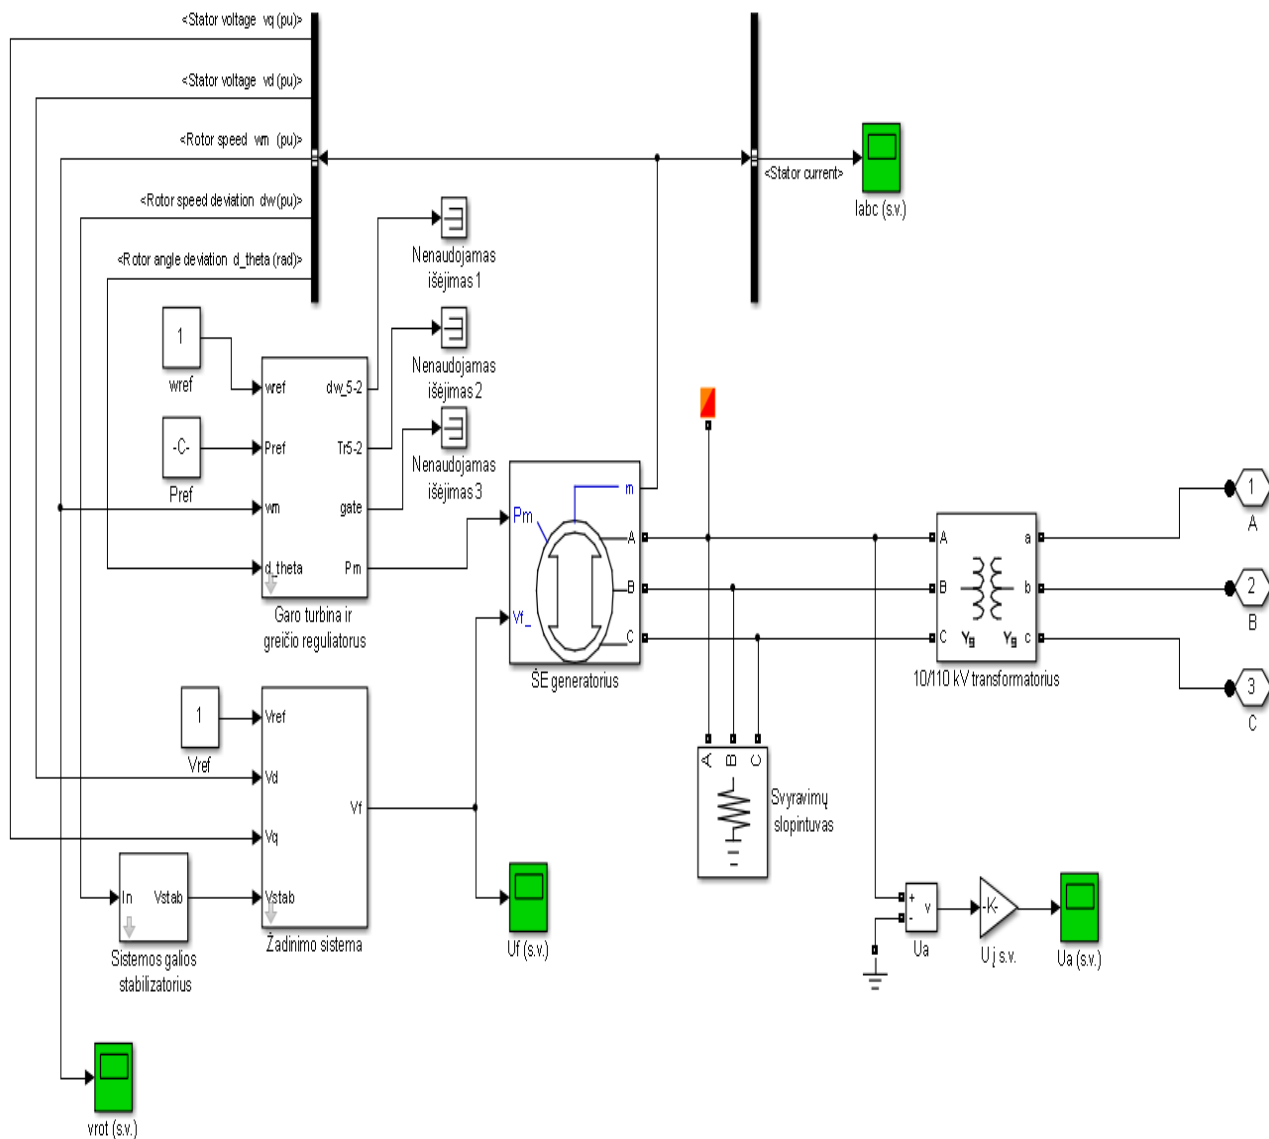 <Stator voltage vq (pu)>
<Stator voltage vd (pu)>
<Rotor speed wm (pu)>
<Rotor speed deviation dw (pu)>
<Rotor angle deviation d_theta (rad)>
<Stator current>
Iabc (s.v.)
Nenaudojamas
išėjimas 1
Nenaudojamas
išėjimas 2
Nenaudojamas
išėjimas 3
1
wref
-C-
Pref
wref
Pref
wm
d_theta
dw_5-2
Tr5-2
gate
Pm
Garo turbina ir
greičio reguliatorus
Pm
Vf_
m
A
B
C
ŠE generatorius
A
B
C
a
b
c
Yg
Yg
10/110 kV transformatorius
1
A
2
B
3
C
1
Vref
Vref
Vd
Vq
Vstab
Vf
Žadinimo sistema
In
Vstab
Sistemos galios
stabilizatorius
Uf (s.v.)
A
B
C
Svyravimų
slopintuvas
+
-
v
Ua
-K-
U į s.v.
Ua (s.v.)
vrot (s.v.)